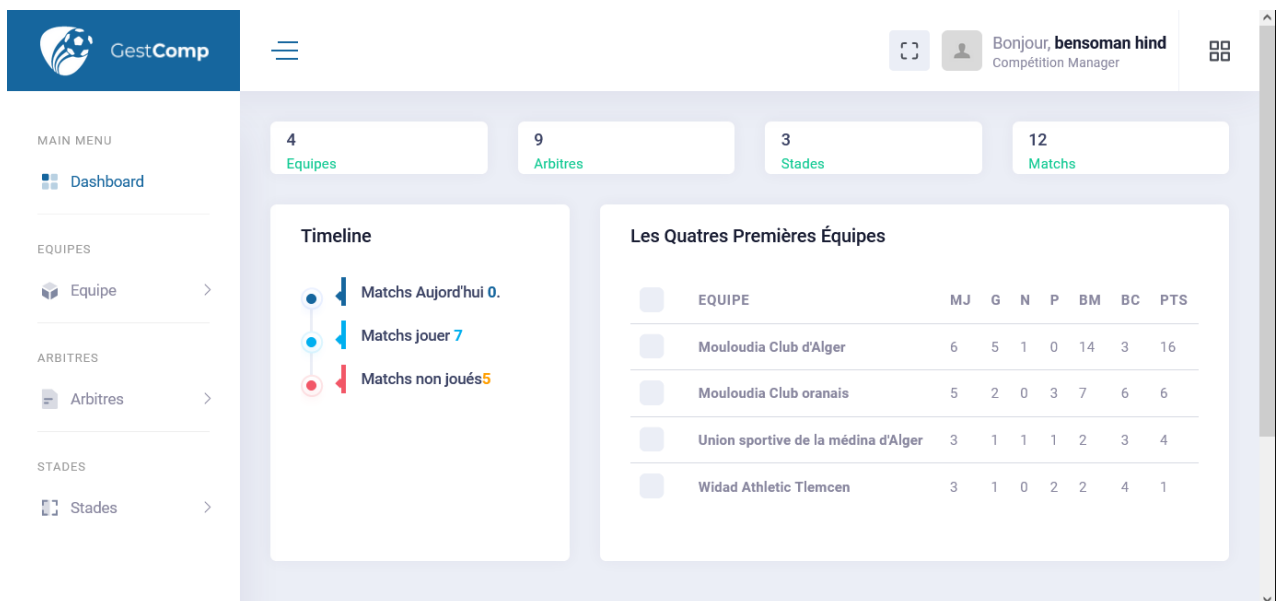 GestComp
Bonjour, bensoman hind
Compétition Manager
MAIN MENU
Dashboard
EQUIPES
Equipe
ARBITRES
Arbitres
STADES
Stades
4
Equipes
9
Arbitres
3
Stades
12
Matchs
Timeline
Matchs Aujord'hui 0.
Matchs jouer 7
Matchs non joués5
Les Quatres Premières Équipes
EQUIPE MJ G N P BM BC PTS
Mouloudia Club d'Alger 6 5 1 0 14 3 16
Mouloudia Club oranais 5 2 0 3 7 6 6
Union sportive de la médina d'Alger 3 1 1 1 2 3 4
Widad Athletic Tlemcen 3 1 0 2 2 4 1